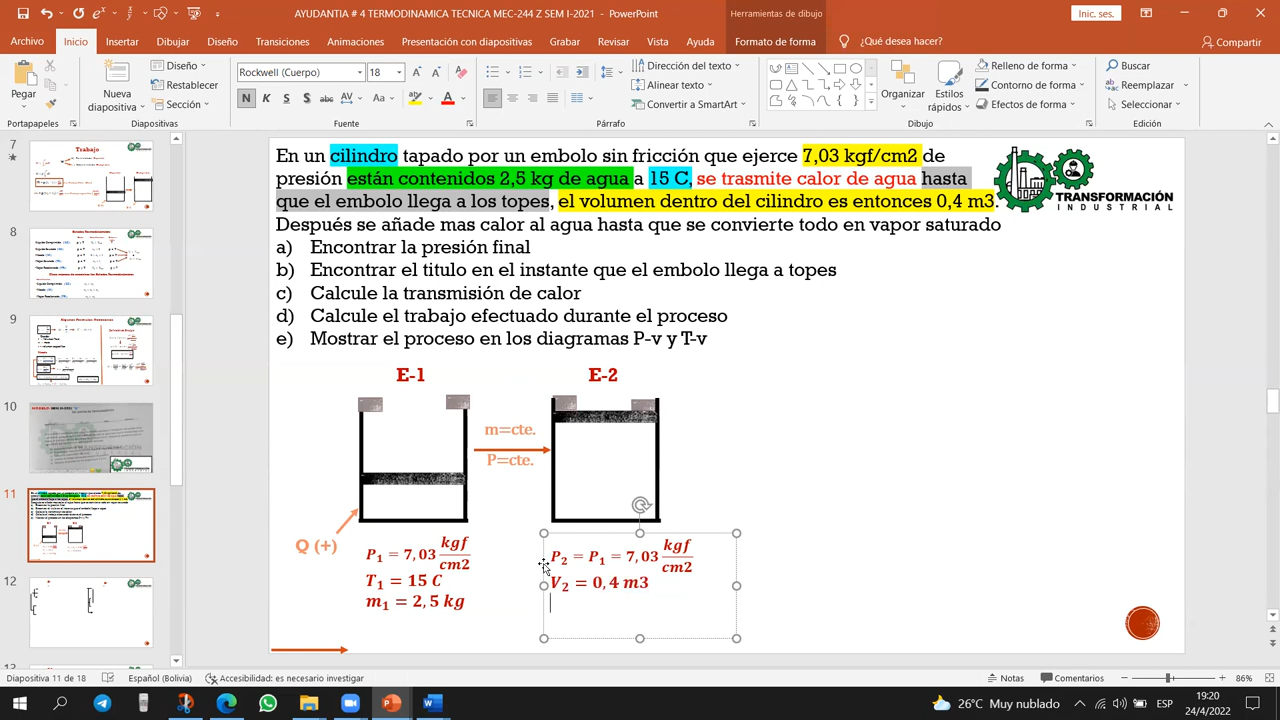 AYUDANTIA # 4 TERMODINAMICA MEC-244 Z SEM I-2021 - PowerPoint
Herramientas de dibujo
Inic. ses.
Archivo
Inicio
Insertar
Dibujar
Diseño
Transiciones
Animaciones
Presentación con diapositivas
Grabar
Revisar
Vista
Ayuda
Formato de forma
¿Qué desea hacer?
Compartir
Pegar
Portapapeles
Nueva diapositiva
Diseño
Restablecer
Sección
Diapositivas
Rockwell (Cuerpo)
18
N K S S abc AV Aa
Fuente
Dirección del texto
Alinear texto
Convertir a SmartArt
Párrafo
Organizar
Estilos rápidos
Relleno de forma
Contorno de forma
Efectos de forma
Dibujo
Buscar
Reemplazar
Seleccionar
Edición
7
Trabajo
8
9
10
11
12
En un cilindro tapado por un embolo sin fricción que ejerce 7,03 kgf/cm2 de
presión están contenidos 2,5 kg de agua a 15 C, se trasmite calor de agua hasta
que el embolo llega a los topes, el volumen dentro del cilindro es entonces 0,4 m3.
Después se añade mas calor al agua hasta que se convierte todo en vapor saturado
a) Encontrar la presión final
b) Encontrar el titulo en el instante que el embolo llega a topes
c) Calcule la transmisión de calor
d) Calcule el trabajo efectuado durante el proceso
e) Mostrar el proceso en los diagramas P-v y T-v
TRANSFORMACIÓN
INDUSTRIAL
E-1
E-2
m=cte.
P=cte.
Q (+)
P₁ = 7,03 kgf/cm2
T₁ = 15 C
m₁ = 2,5 kg
P₂ = P₁ = 7,03 kgf/cm2
V₂ = 0,4 m3
Diapositiva 11 de 18
Español (Bolivia)
Accesibilidad: es necesario investigar
Notas
Comentarios
86%
26°C Muy nublado
ESP
19:20
24/4/2022